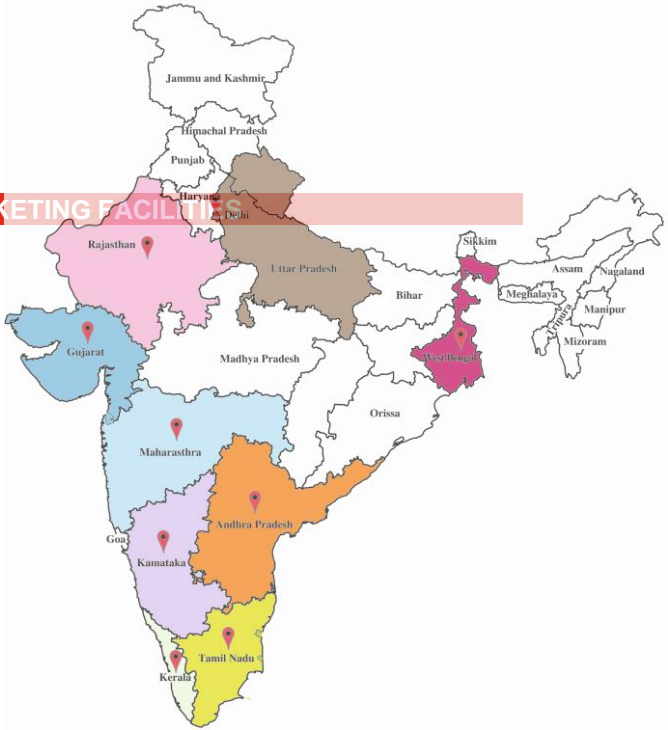 Jammu and Kashmir
Himachal Pradesh
Punjab
Haryana
KETING FACILITIES
Delhi
Rajasthan
Uttar Pradesh
Sikkim
Assam
Nagaland
Bihar
Meghalaya
Manipur
Tripura
Mizoram
Gujarat
Madhya Pradesh
West Bengal
Orissa
Maharasthra
Andhra Pradesh
Goa
Kamataka
Tamil Nadu
Kerala